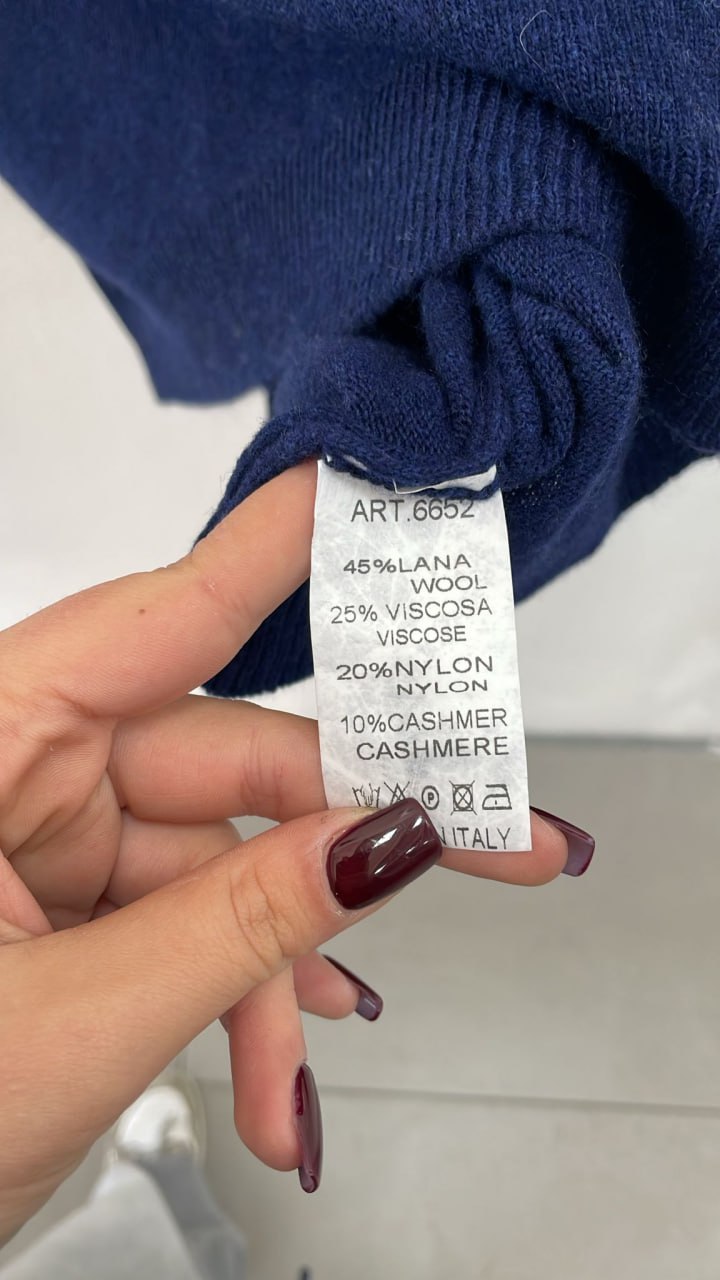 ART.6652
45%LANA
WOOL
25% VISCOSA
VISCOSE
20%NYLON
NYLON
10%CASHMER
CASHMERE
P
ITALY